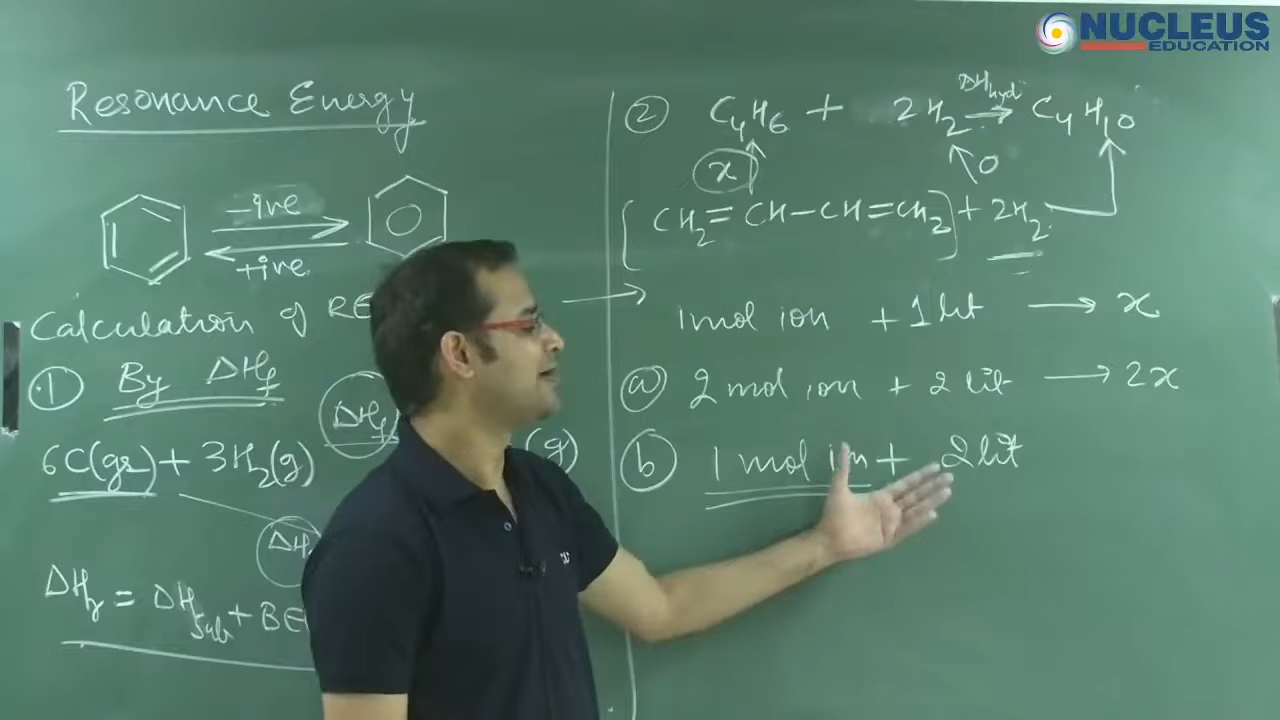 NUCLEUS
EDUCATION
Resonance Energy
-ive
+ive
Calculation of RE
① By ΔHf
ΔHf
6C(gr) + 3H₂(g)
(g)
ΔH
ΔHf = ΔHsub + BE
② C₄H₆ + 2H₂ ΔHhyd → C₄H₁₀
x
0
[CH₂=CH-CH=CH₂] + 2H₂
1 mol ion + 1 lit → x
ⓐ 2 mol ion + 2 lit → 2x
ⓑ 1 mol ion + 2 lit